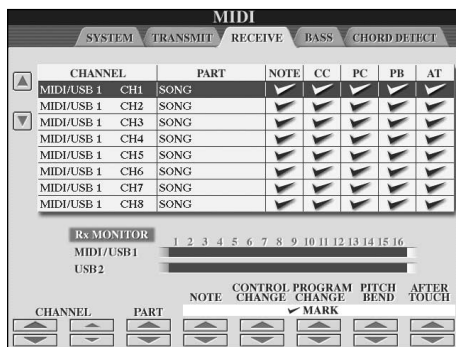 MIDI
SYSTEM TRANSMIT RECEIVE BASS CHORD DETECT
CHANNEL PART NOTE CC PC PB AT
MIDI/USB 1 CH1 SONG
MIDI/USB 1 CH2 SONG
MIDI/USB 1 CH3 SONG
MIDI/USB 1 CH4 SONG
MIDI/USB 1 CH5 SONG
MIDI/USB 1 CH6 SONG
MIDI/USB 1 CH7 SONG
MIDI/USB 1 CH8 SONG
Rx MONITOR 1 2 3 4 5 6 7 8 9 10 11 12 13 14 15 16
MIDI/USB1
USB2
CHANNEL PART NOTE CONTROL CHANGE PROGRAM CHANGE PITCH BEND AFTER TOUCH
MARK